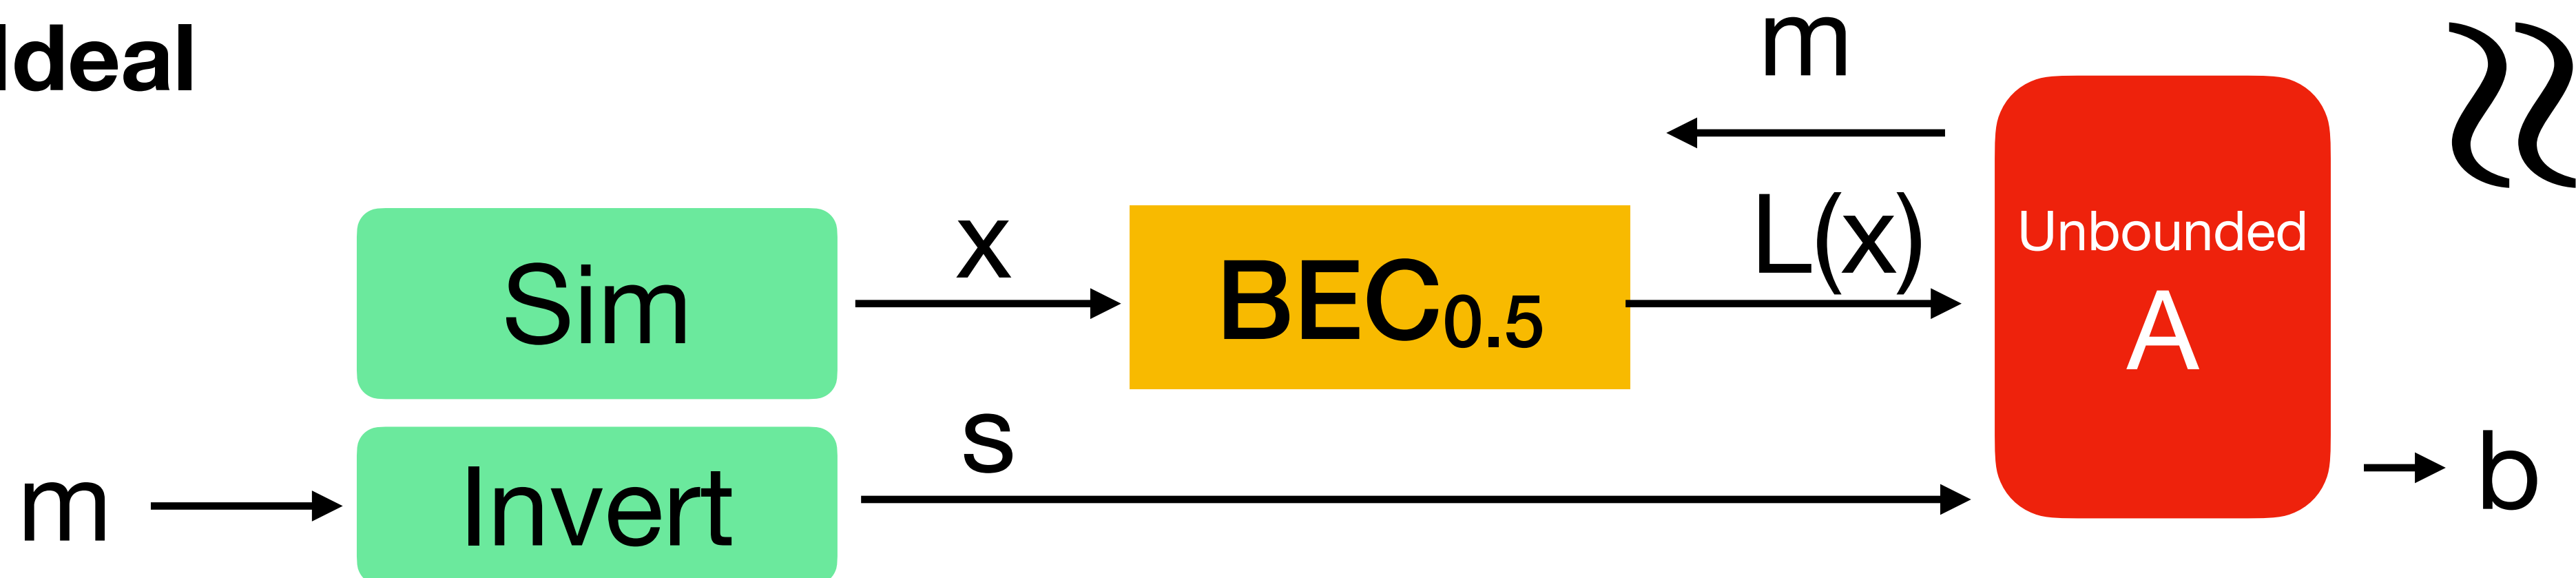 Ideal
m
Sim
x
BEC₀.₅
L(x)
Unbounded
A
m
Invert
s
b